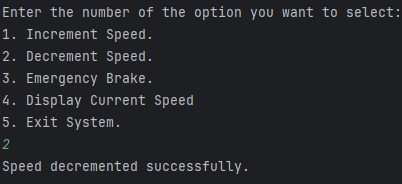 Enter the number of the option you want to select:
1. Increment Speed.
2. Decrement Speed.
3. Emergency Brake.
4. Display Current Speed
5. Exit System.
2
Speed decremented successfully.